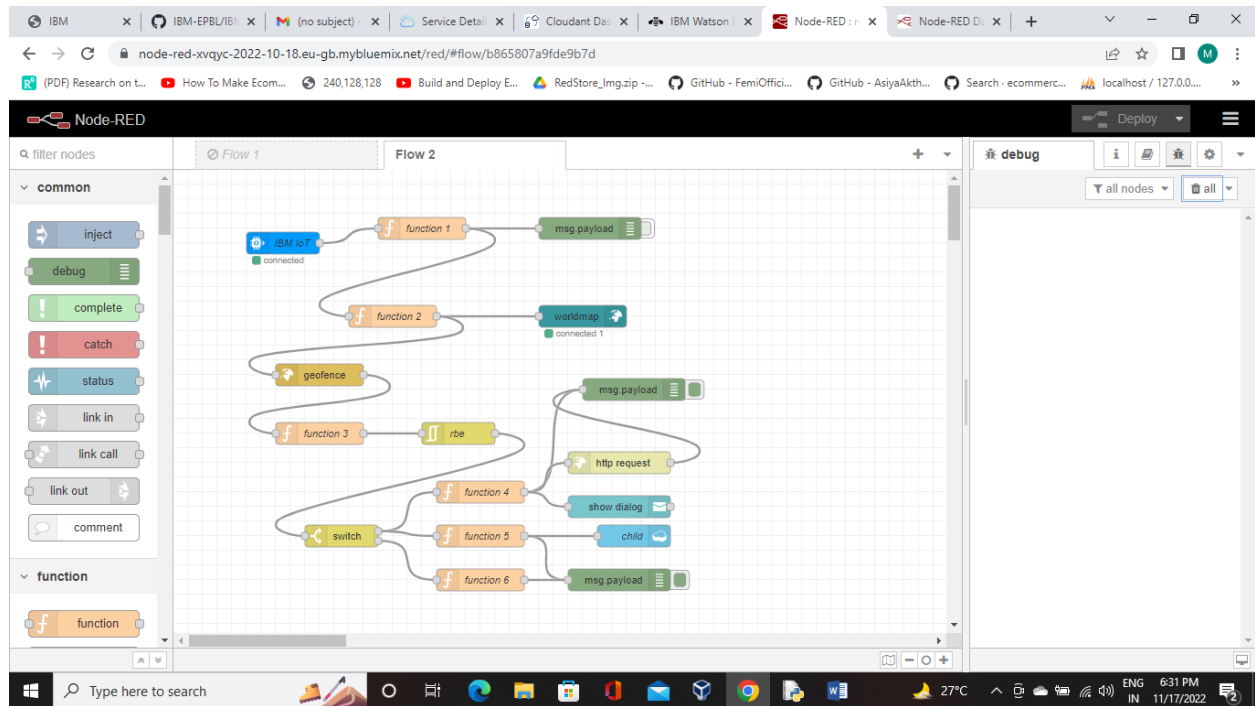 IBM
IBM-EPBL/IBM
(no subject) -
Service Detail
Cloudant Das
IBM Watson
Node-RED : n
Node-RED Da
node-red-xvqyc-2022-10-18.eu-gb.mybluemix.net/red/#flow/b865807a9fde9b7d
M
(PDF) Research on t...
How To Make Ecom...
240,128,128
Build and Deploy E...
RedStore_Img.zip -...
GitHub - FemiOffici...
GitHub - AsiyaAkth...
Search · ecommerc...
localhost / 127.0.0....
»
Node-RED
Deploy
filter nodes
Flow 1
Flow 2
debug
i
all nodes
all
common
inject
debug
complete
catch
status
link in
link call
link out
comment
function
function
IBM IoT
connected
function 1
msg.payload
function 2
worldmap
connected 1
geofence
msg.payload
function 3
rbe
http request
function 4
show dialog
switch
function 5
child
function 6
msg.payload
Type here to search
27°C
ENG
IN
6:31 PM
11/17/2022
2